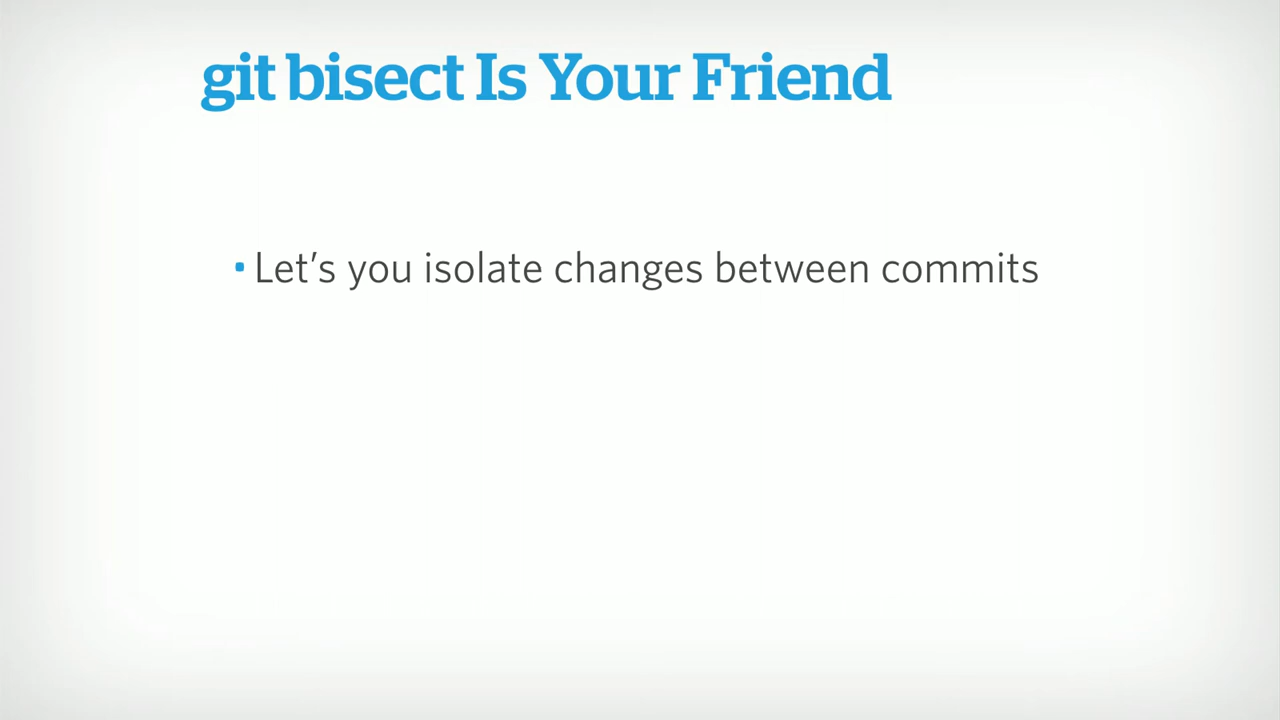 git bisect Is Your Friend
• Let’s you isolate changes between commits